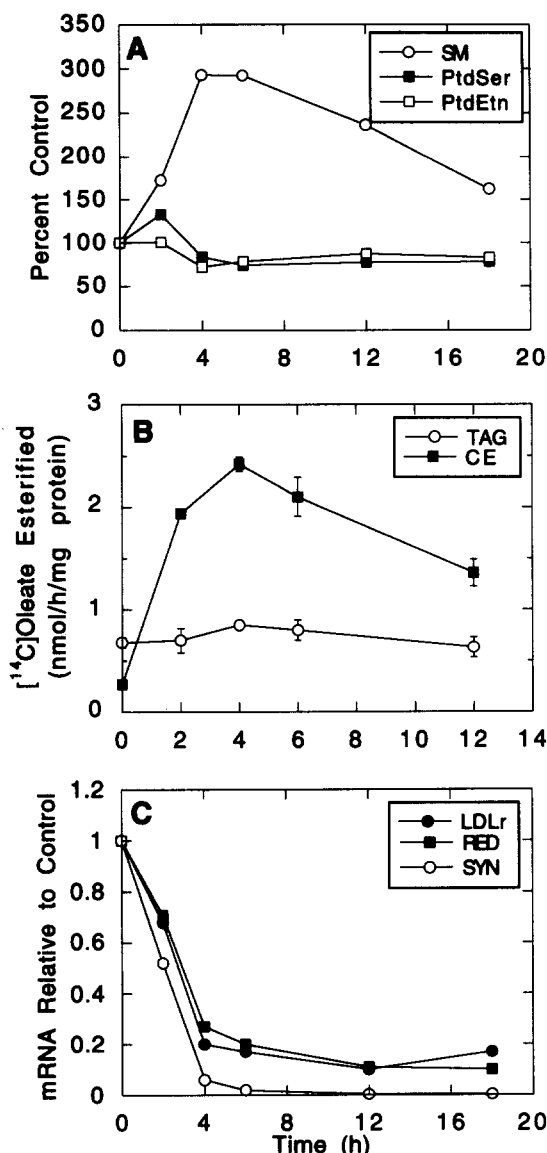 A
SM
PtdSer
PtdEtn
Percent Control
350
300
250
200
150
100
50
0
0 4 8 12 16 20
B
TAG
CE
[14C]Oleate Esterified
(nmol/h/mg protein)
3
2
1
0
0 2 4 6 8 10 12 14
C
LDLr
RED
SYN
mRNA Relative to Control
1.2
1
0.8
0.6
0.4
0.2
0
0 4 8 12 16 20
Time (h)